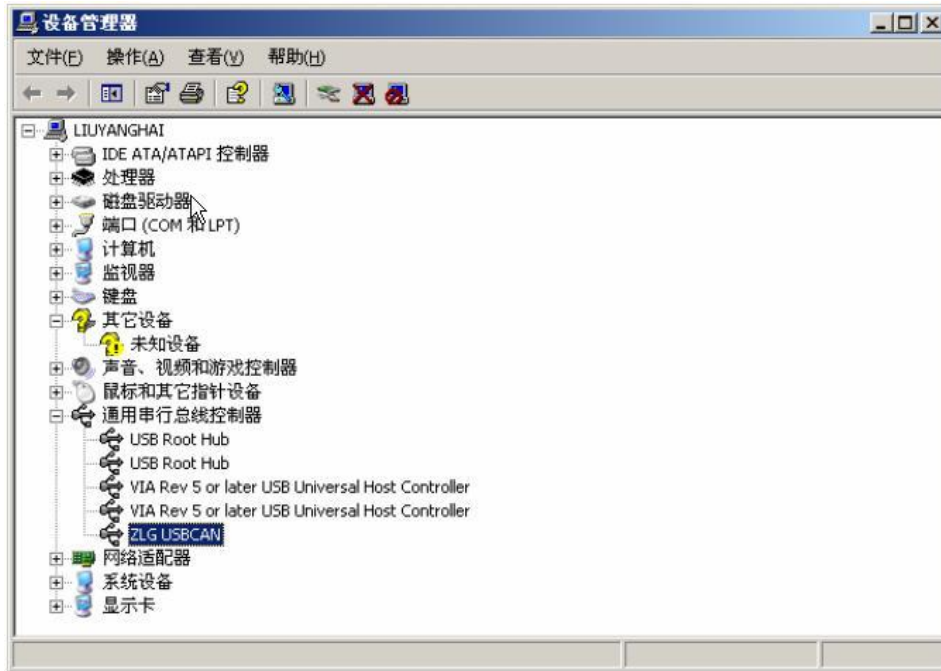 设备管理器
文件(F) 操作(A) 查看(V) 帮助(H)
LIUYANGHAI
IDE ATA/ATAPI 控制器
处理器
磁盘驱动器
端口 (COM 和 LPT)
计算机
监视器
键盘
其它设备
未知设备
声音、视频和游戏控制器
鼠标和其它指针设备
通用串行总线控制器
USB Root Hub
USB Root Hub
VIA Rev 5 or later USB Universal Host Controller
VIA Rev 5 or later USB Universal Host Controller
ZLG USBCAN
网络适配器
系统设备
显示卡